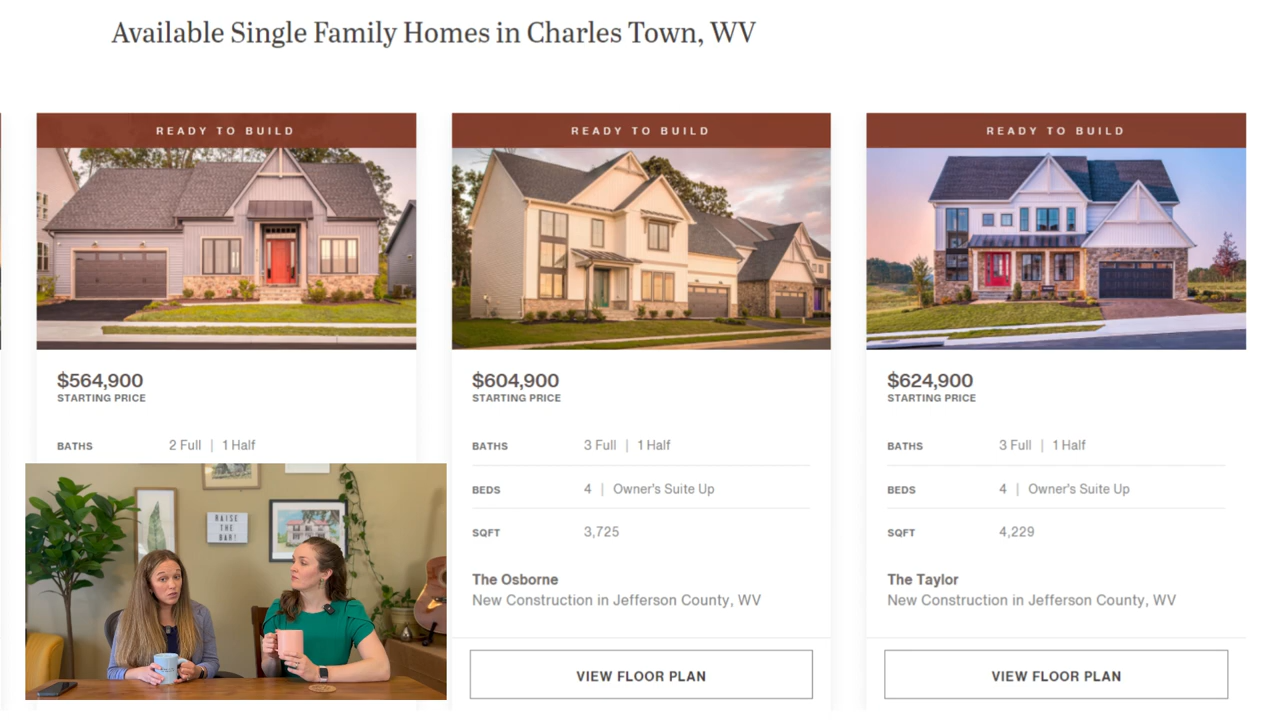 Available Single Family Homes in Charles Town, WV
READY TO BUILD
$564,900
STARTING PRICE
BATHS 2 Full | 1 Half
READY TO BUILD
$604,900
STARTING PRICE
BATHS 3 Full | 1 Half
BEDS 4 | Owner's Suite Up
SQFT 3,725
The Osborne
New Construction in Jefferson County, WV
VIEW FLOOR PLAN
READY TO BUILD
$624,900
STARTING PRICE
BATHS 3 Full | 1 Half
BEDS 4 | Owner's Suite Up
SQFT 4,229
The Taylor
New Construction in Jefferson County, WV
VIEW FLOOR PLAN
RAISE
THE
BAR!